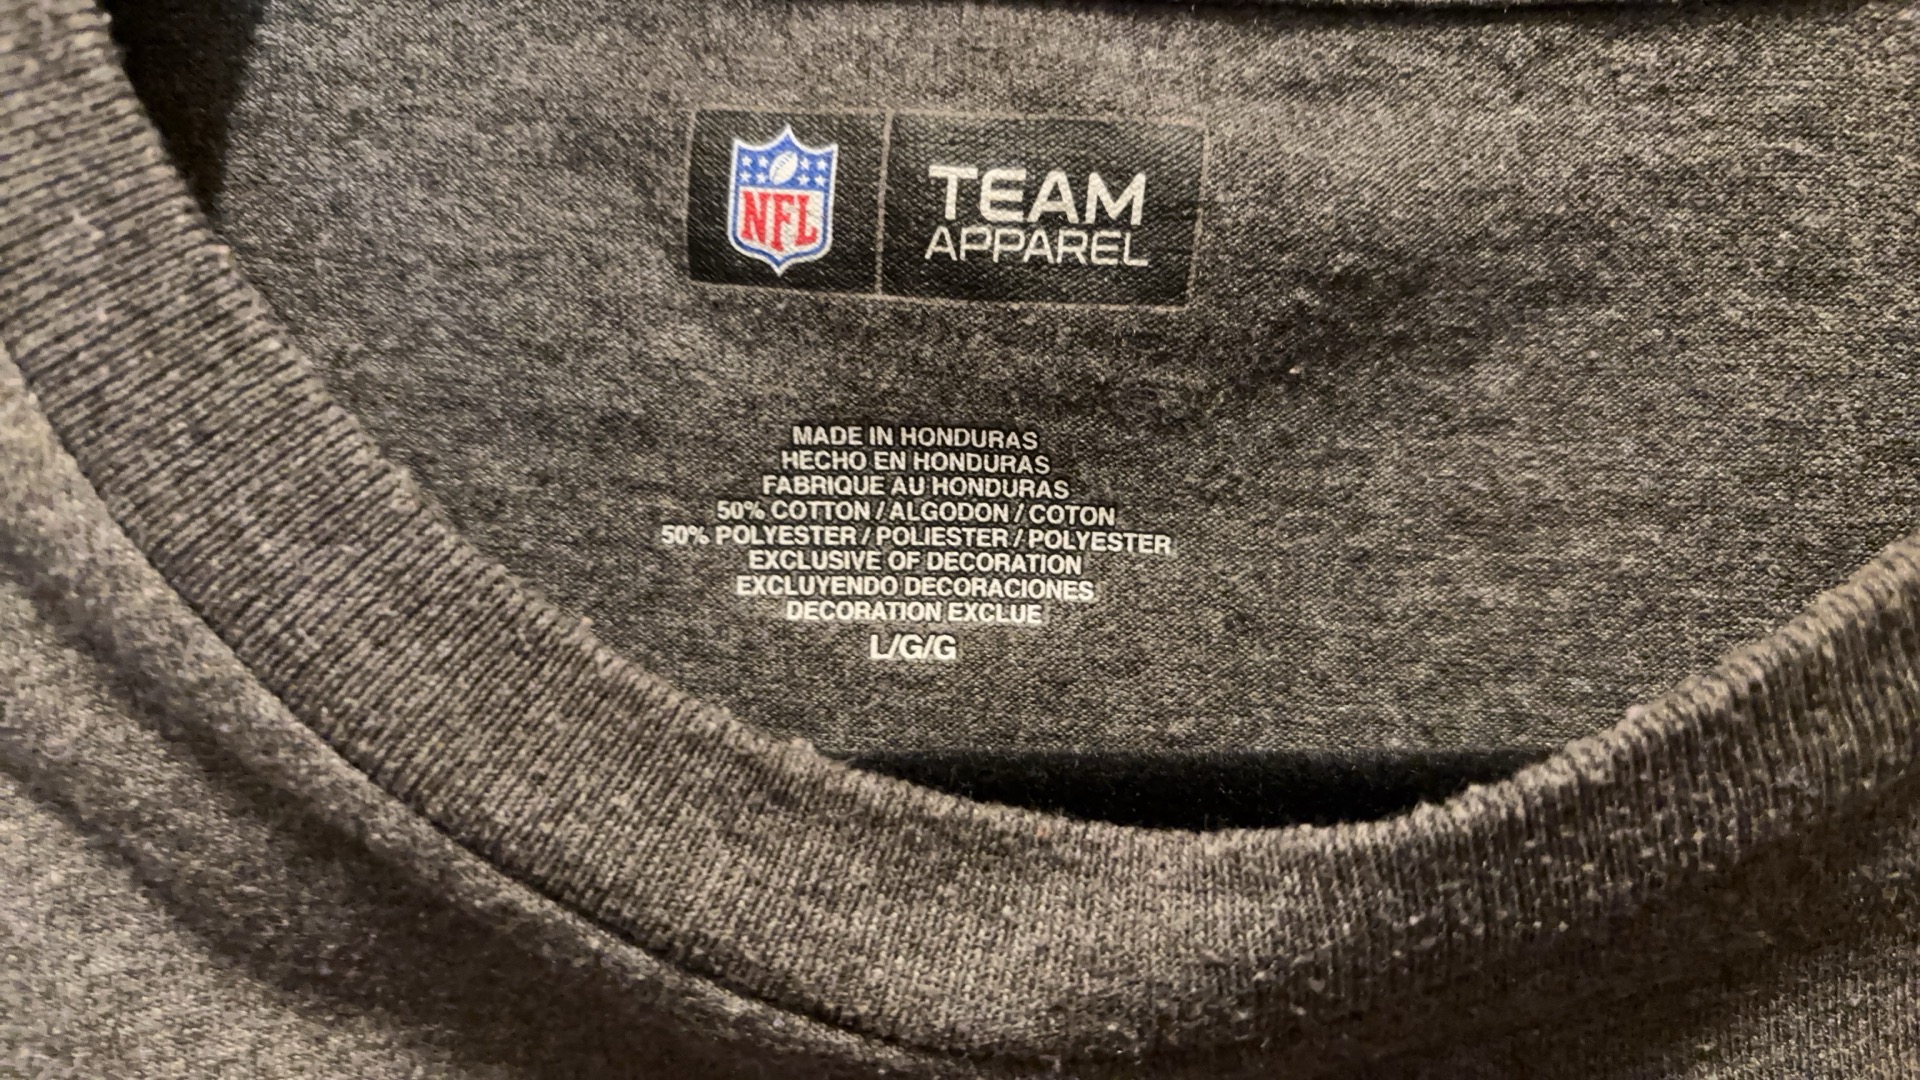 NFL
TEAM
APPAREL
MADE IN HONDURAS
HECHO EN HONDURAS
FABRIQUE AU HONDURAS
50% COTTON / ALGODON / COTON
50% POLYESTER / POLIESTER / POLYESTER
EXCLUSIVE OF DECORATION
EXCLUYENDO DECORACIONES
DECORATION EXCLUE
L/G/G